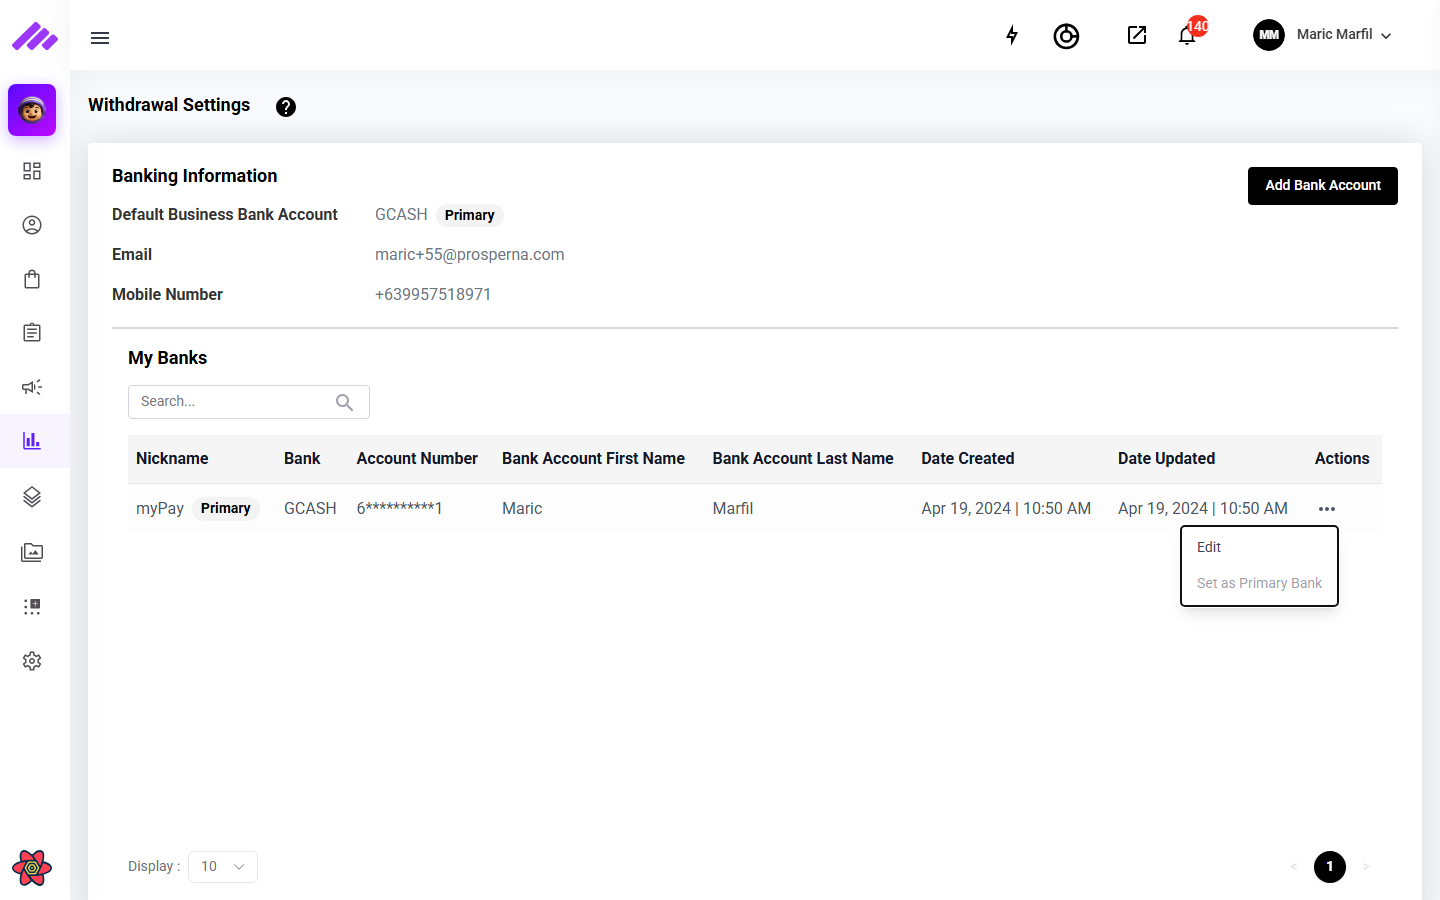 140
MM Maric Marfil
Withdrawal Settings ?
Banking Information
Add Bank Account
Default Business Bank Account GCASH Primary
Email maric+55@prosperna.com
Mobile Number +639957518971
My Banks
Search...
Nickname Bank Account Number Bank Account First Name Bank Account Last Name Date Created Date Updated Actions
myPay Primary GCASH 6**********1 Maric Marfil Apr 19, 2024 | 10:50 AM Apr 19, 2024 | 10:50 AM •••
Edit
Set as Primary Bank
Display : 10 < 1 >